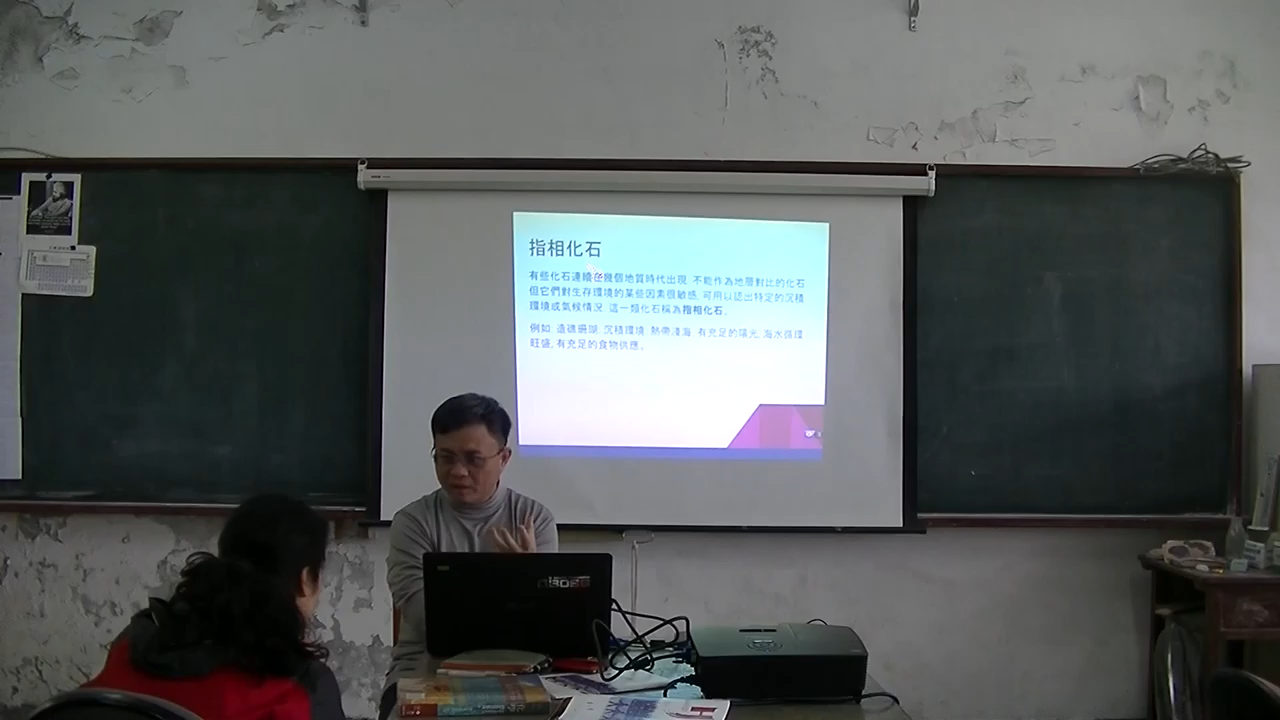 指相化石
有些化石連續在幾個地質時代出現, 不能作為地層對比的化石
但它們對生存環境的某些因素很敏感, 可用以認出特定的沉積
環境或氣候情況, 這一類化石稱為指相化石。
例如: 造礁珊瑚: 沉積環境: 熱帶淺海, 有充足的陽光, 海水循環
旺盛, 有充足的食物供應。
BOSS